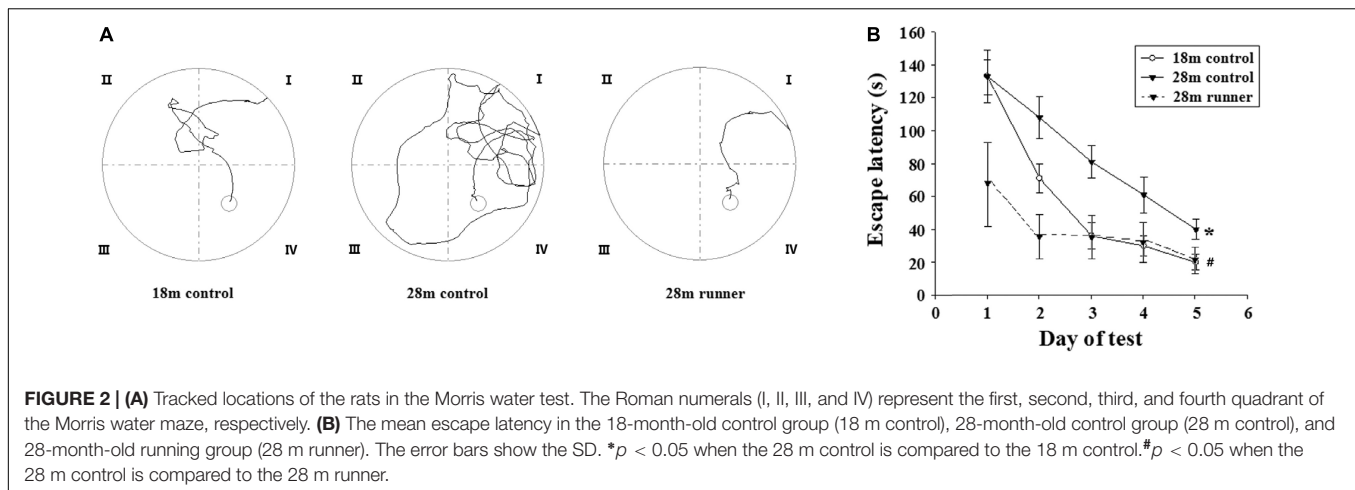 A
II
I
III
IV
18m control
II
I
III
IV
28m control
II
I
III
IV
28m runner
B
160
140
120
100
80
60
40
20
0
Escape latency (s)
18m control
28m control
28m runner
*
#
0 1 2 3 4 5 6
Day of test
FIGURE 2 | (A) Tracked locations of the rats in the Morris water test. The Roman numerals (I, II, III, and IV) represent the first, second, third, and fourth quadrant of
the Morris water maze, respectively. (B) The mean escape latency in the 18-month-old control group (18 m control), 28-month-old control group (28 m control), and
28-month-old running group (28 m runner). The error bars show the SD. *p < 0.05 when the 28 m control is compared to the 18 m control.#p < 0.05 when the
28 m control is compared to the 28 m runner.